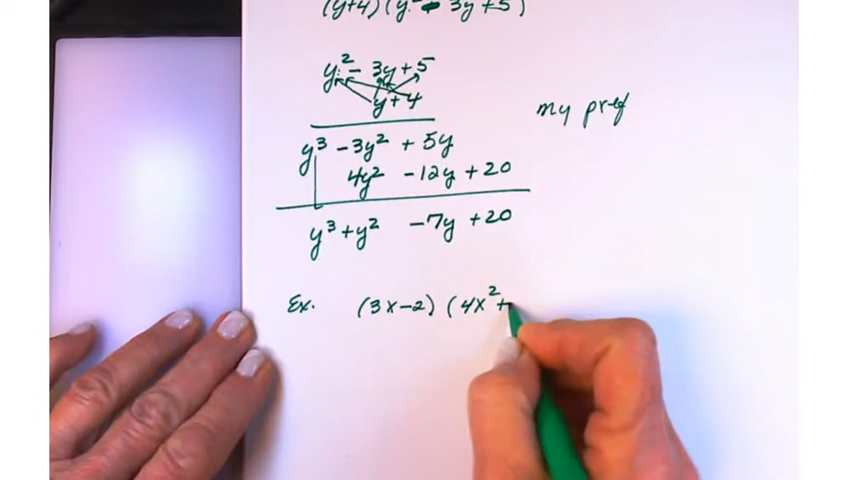 (y+4)(y² - 3y + 5)
y² - 3y + 5
y + 4
my pref
y³ - 3y² + 5y
4y² - 12y + 20
y³ + y² - 7y + 20
Ex. (3x-2) (4x² +